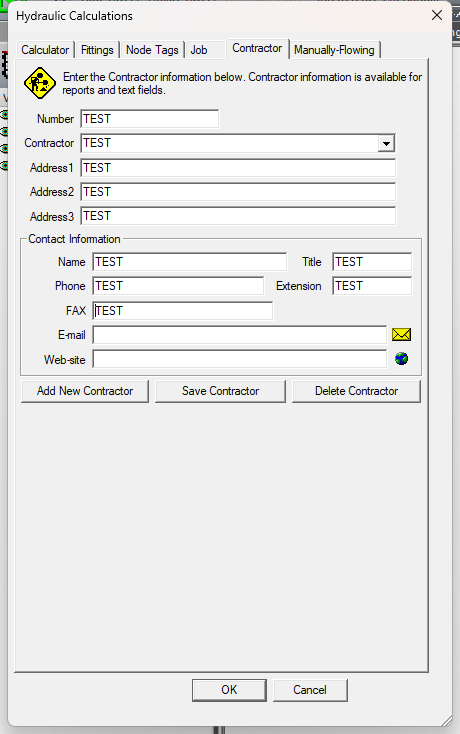 Hydraulic Calculations
Calculator Fittings Node Tags Job Contractor Manually-Flowing
Enter the Contractor information below. Contractor information is available for
reports and text fields.
Number TEST
Contractor TEST
Address1 TEST
Address2 TEST
Address3 TEST
Contact Information
Name TEST Title TEST
Phone TEST Extension TEST
FAX TEST
E-mail
Web-site
Add New Contractor Save Contractor Delete Contractor
OK Cancel